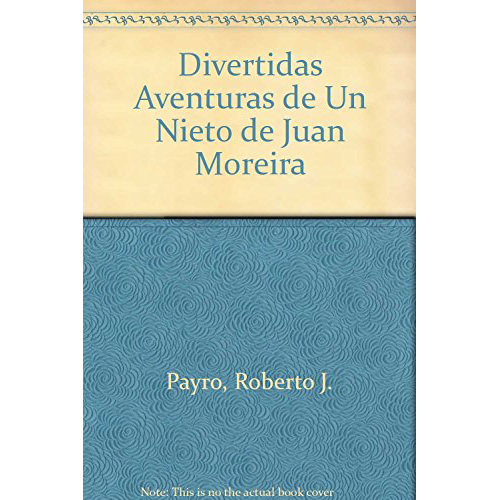 Divertidas
Aventuras de Un
Nieto de Juan
Moreira
Payro, Roberto J.
Note: This is no the actual book cover